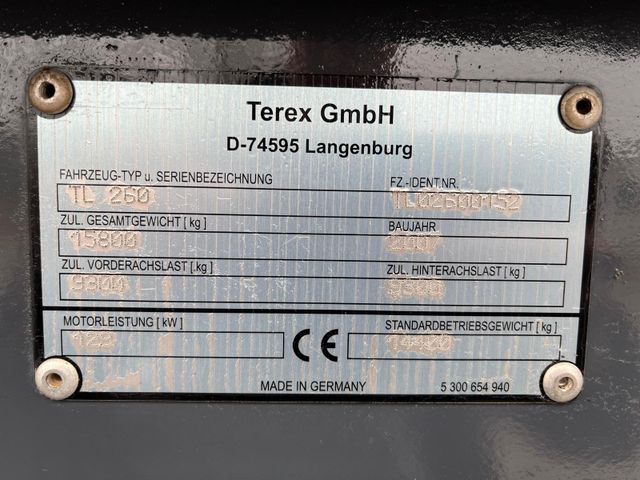 Terex GmbH
D-74595 Langenburg
FAHRZEUG-TYP u. SERIENBEZEICHNUNG FZ.-IDENT.NR.
TL 260 TL02600152
ZUL. GESAMTGEWICHT [ kg ] BAUJAHR
15800
ZUL. VORDERACHSLAST [.kg ] ZUL. HINTERACHSLAST [ kg ]
MOTORLEISTUNG [ kW ] STANDARDBETRIEBSGEWICHT [ kg ]
CE
MADE IN GERMANY 5 300 654 940